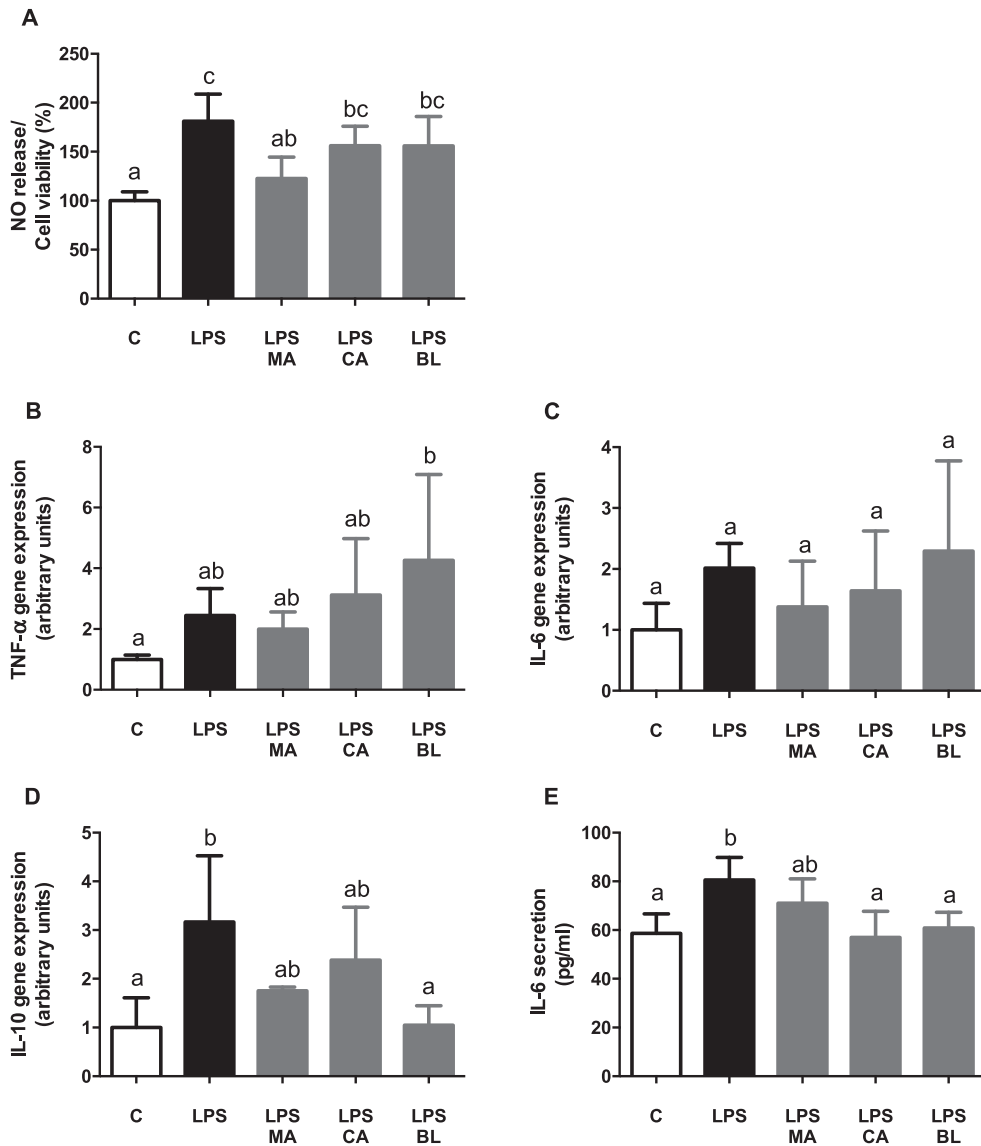 A
NO release/
Cell viability (%)
250
200
150
100
50
0
a
c
ab
bc
bc
C
LPS
LPS
MA
LPS
CA
LPS
BL
B
TNF-α gene expression
(arbitrary units)
8
6
4
2
0
a
ab
ab
ab
b
C
LPS
LPS
MA
LPS
CA
LPS
BL
C
IL-6 gene expression
(arbitrary units)
4
3
2
1
0
a
a
a
a
a
C
LPS
LPS
MA
LPS
CA
LPS
BL
D
IL-10 gene expression
(arbitrary units)
5
4
3
2
1
0
a
b
ab
ab
a
C
LPS
LPS
MA
LPS
CA
LPS
BL
E
IL-6 secretion
(pg/ml)
100
80
60
40
20
0
a
b
ab
a
a
C
LPS
LPS
MA
LPS
CA
LPS
BL